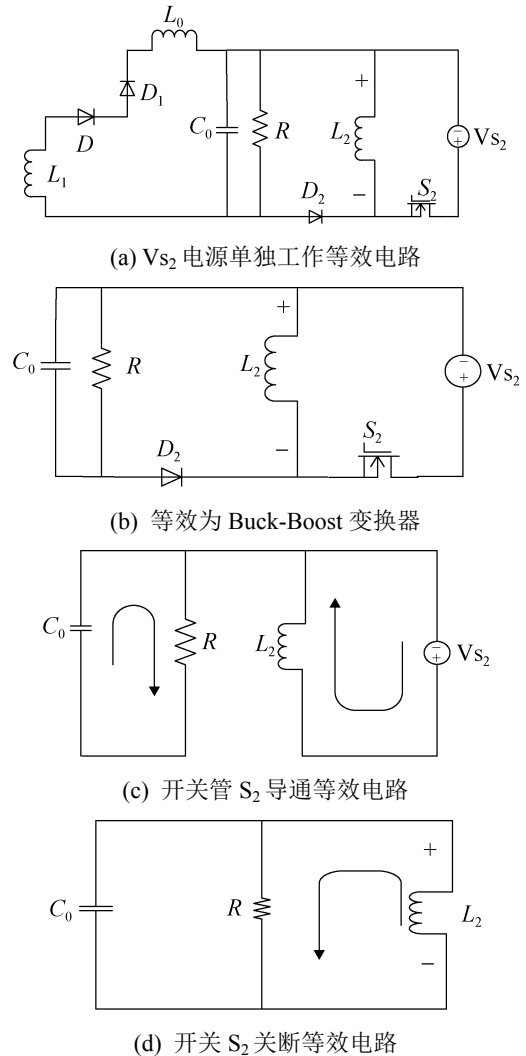 L₀
D₁
D
L₁
C₀
R
L₂
+
−
D₂
S₂
−
+
Vs₂
(a) Vs₂ 电源单独工作等效电路
C₀
R
L₂
+
−
D₂
S₂
−
+
Vs₂
(b) 等效为 Buck-Boost 变换器
C₀
R
L₂
−
+
Vs₂
(c) 开关管 S₂ 导通等效电路
C₀
R
+
−
L₂
(d) 开关 S₂ 关断等效电路